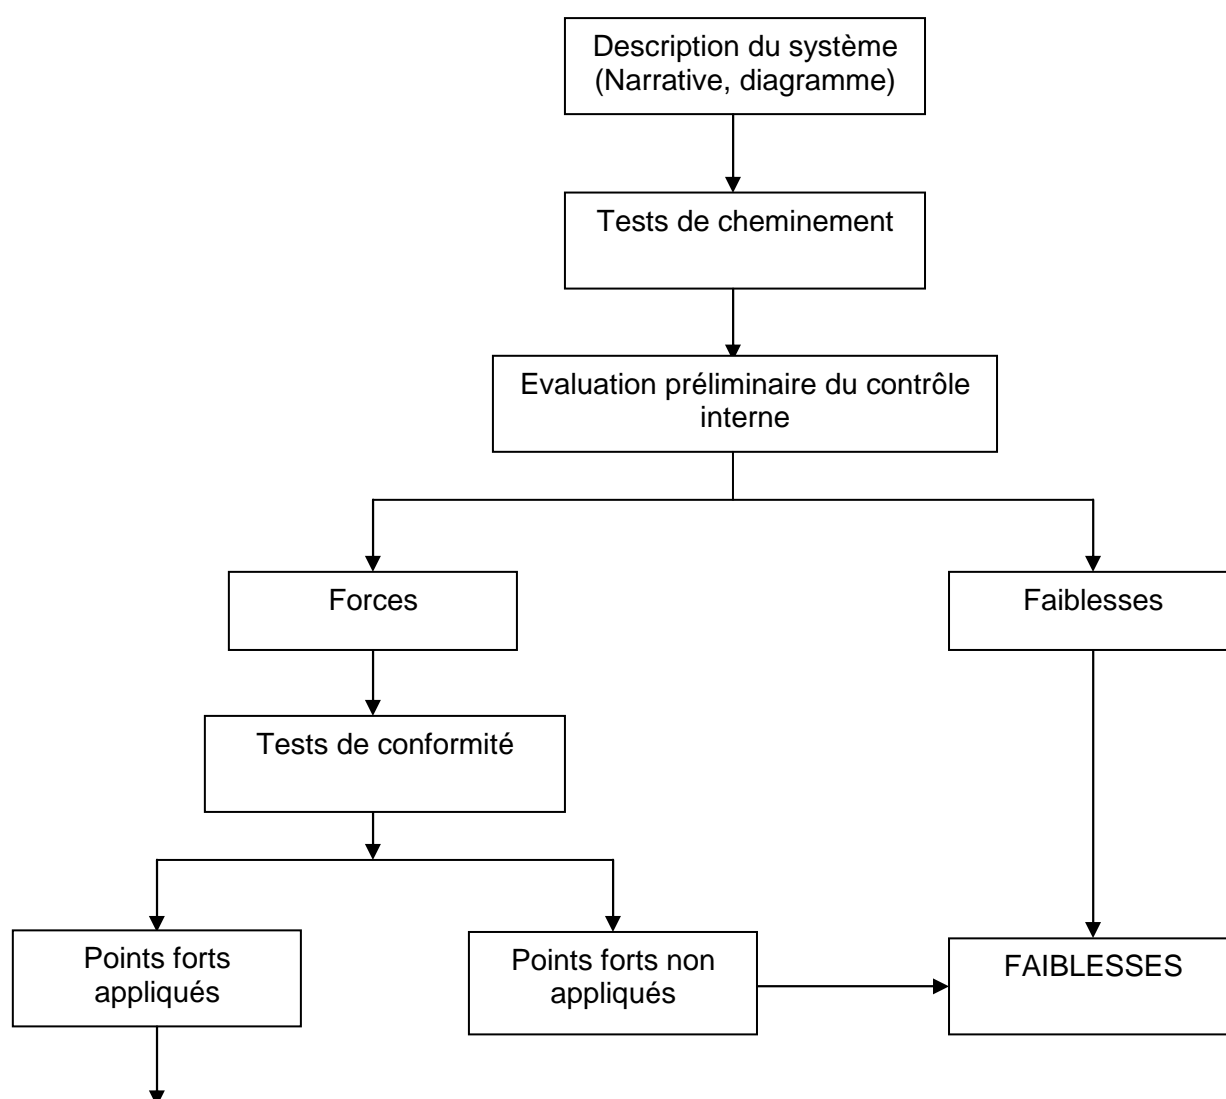 Description du système
(Narrative, diagramme)
Tests de cheminement
Evaluation préliminaire du contrôle
interne
Forces
Faiblesses
Tests de conformité
Points forts
appliqués
Points forts non
appliqués
FAIBLESSES